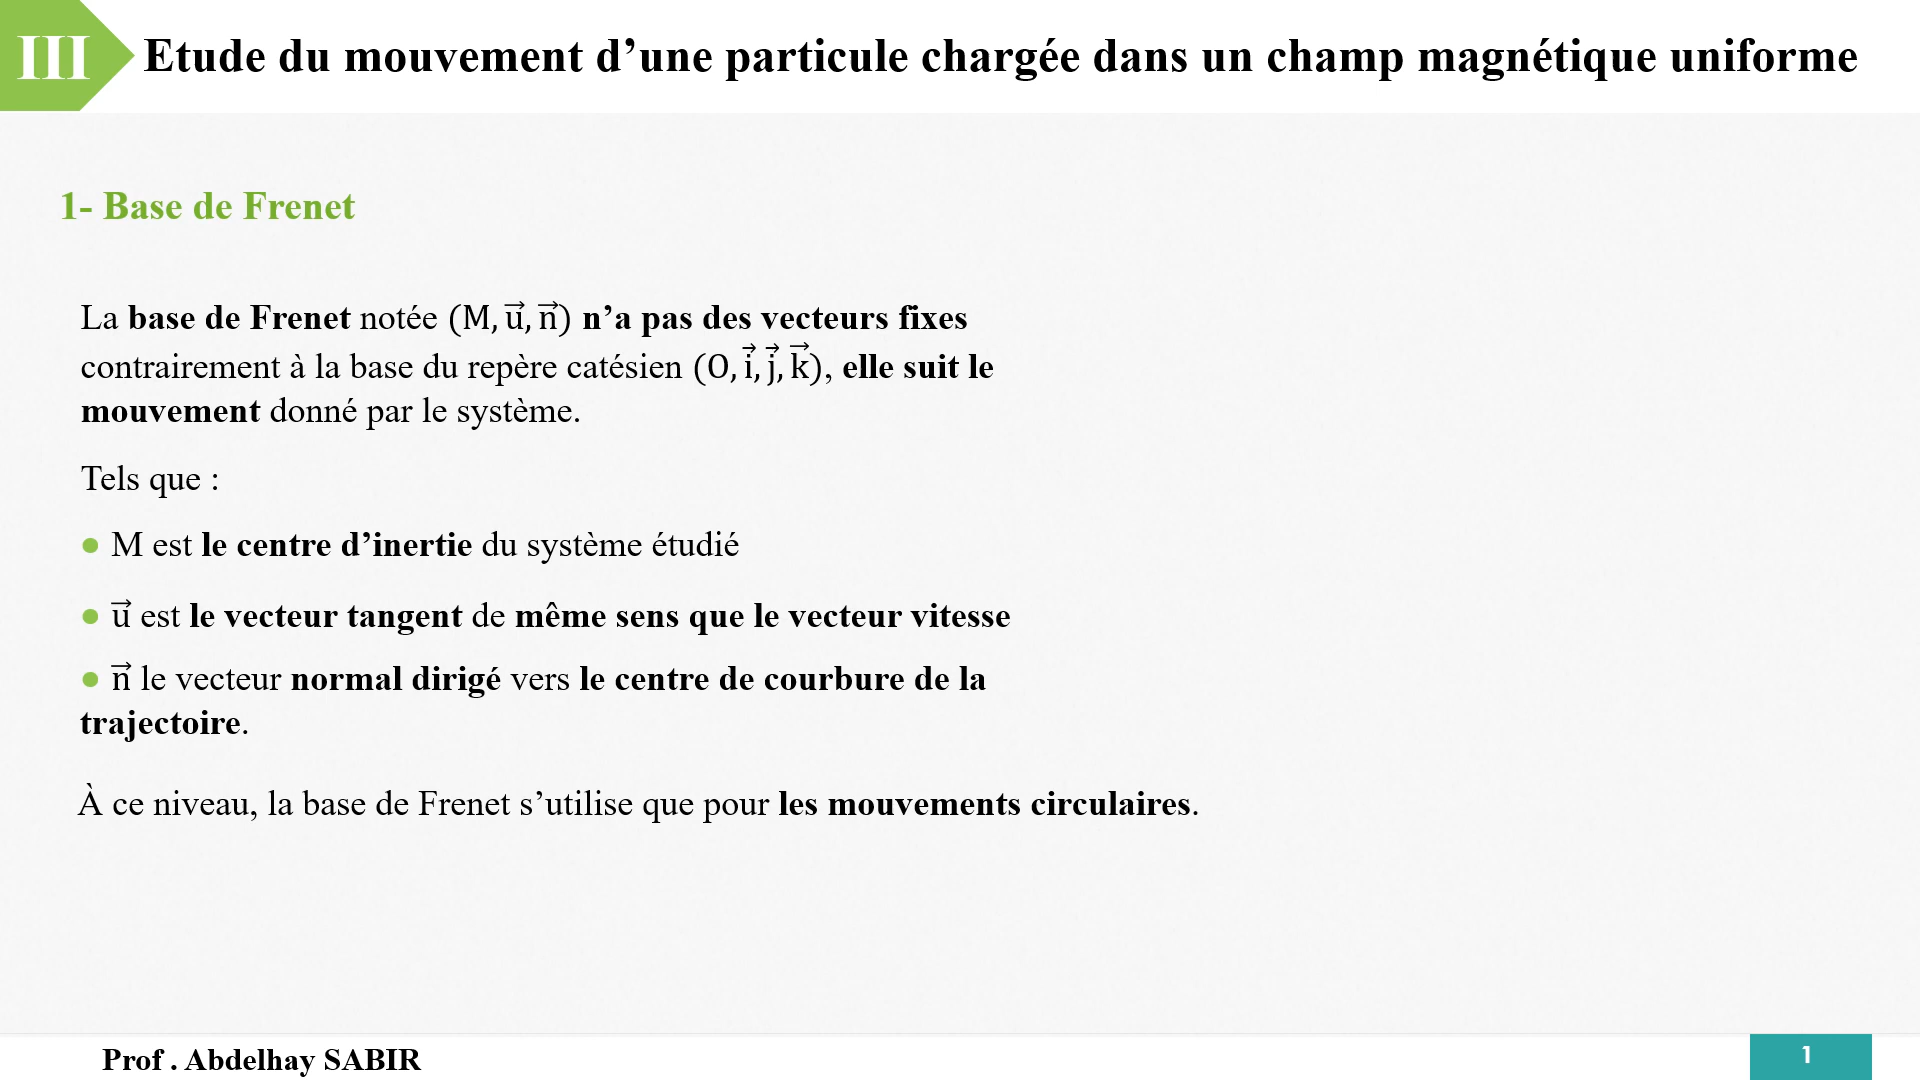 III
Etude du mouvement d’une particule chargée dans un champ magnétique uniforme
1- Base de Frenet
La base de Frenet notée (M, u⃗, n⃗) n’a pas des vecteurs fixes
contrairement à la base du repère catésien (O, i⃗, j⃗, k⃗), elle suit le
mouvement donné par le système.
Tels que :
● M est le centre d’inertie du système étudié
● u⃗ est le vecteur tangent de même sens que le vecteur vitesse
● n⃗ le vecteur normal dirigé vers le centre de courbure de la
trajectoire.
À ce niveau, la base de Frenet s’utilise que pour les mouvements circulaires.
Prof . Abdelhay SABIR
1